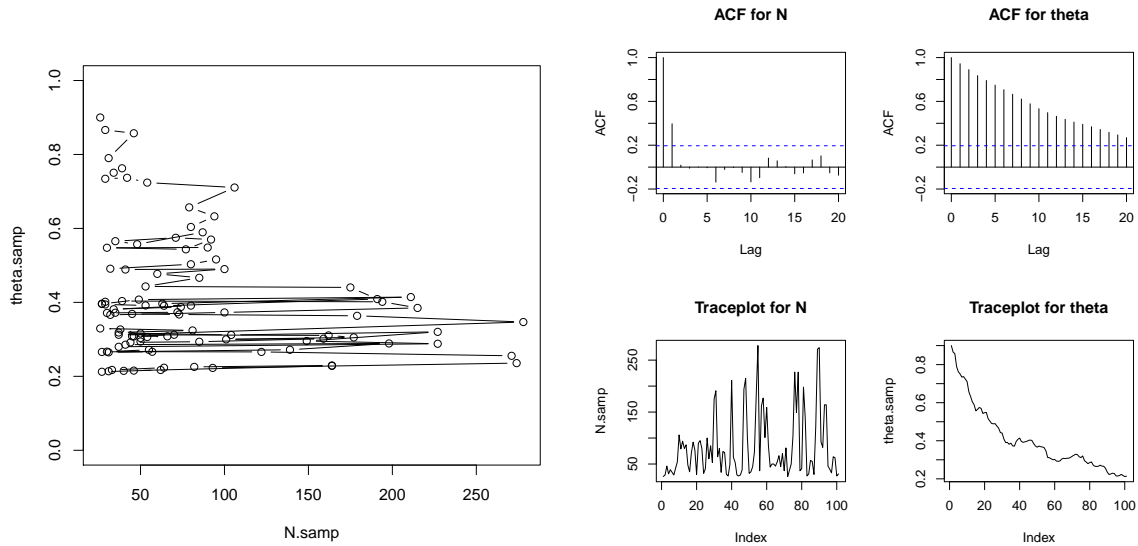 theta.samp
1.0
0.8
0.6
0.4
0.2
0.0
50 100 150 200 250
N.samp
ACF for N
ACF
1.0
0.6
0.2
−0.2
0 5 10 15 20
Lag
ACF for theta
ACF
1.0
0.6
0.2
−0.2
0 5 10 15 20
Lag
Traceplot for N
N.samp
250
150
50
0 20 40 60 80 100
Index
Traceplot for theta
theta.samp
0.8
0.6
0.4
0.2
0 20 40 60 80 100
Index